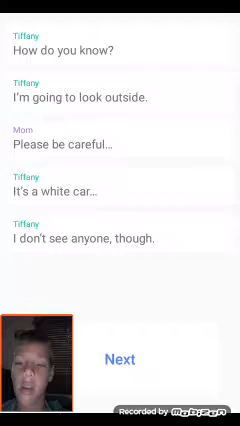 Tiffany
How do you know?
Tiffany
I'm going to look outside.
Mom
Please be careful...
Tiffany
It's a white car...
Tiffany
I don't see anyone, though.
Next
Recorded by mobizen